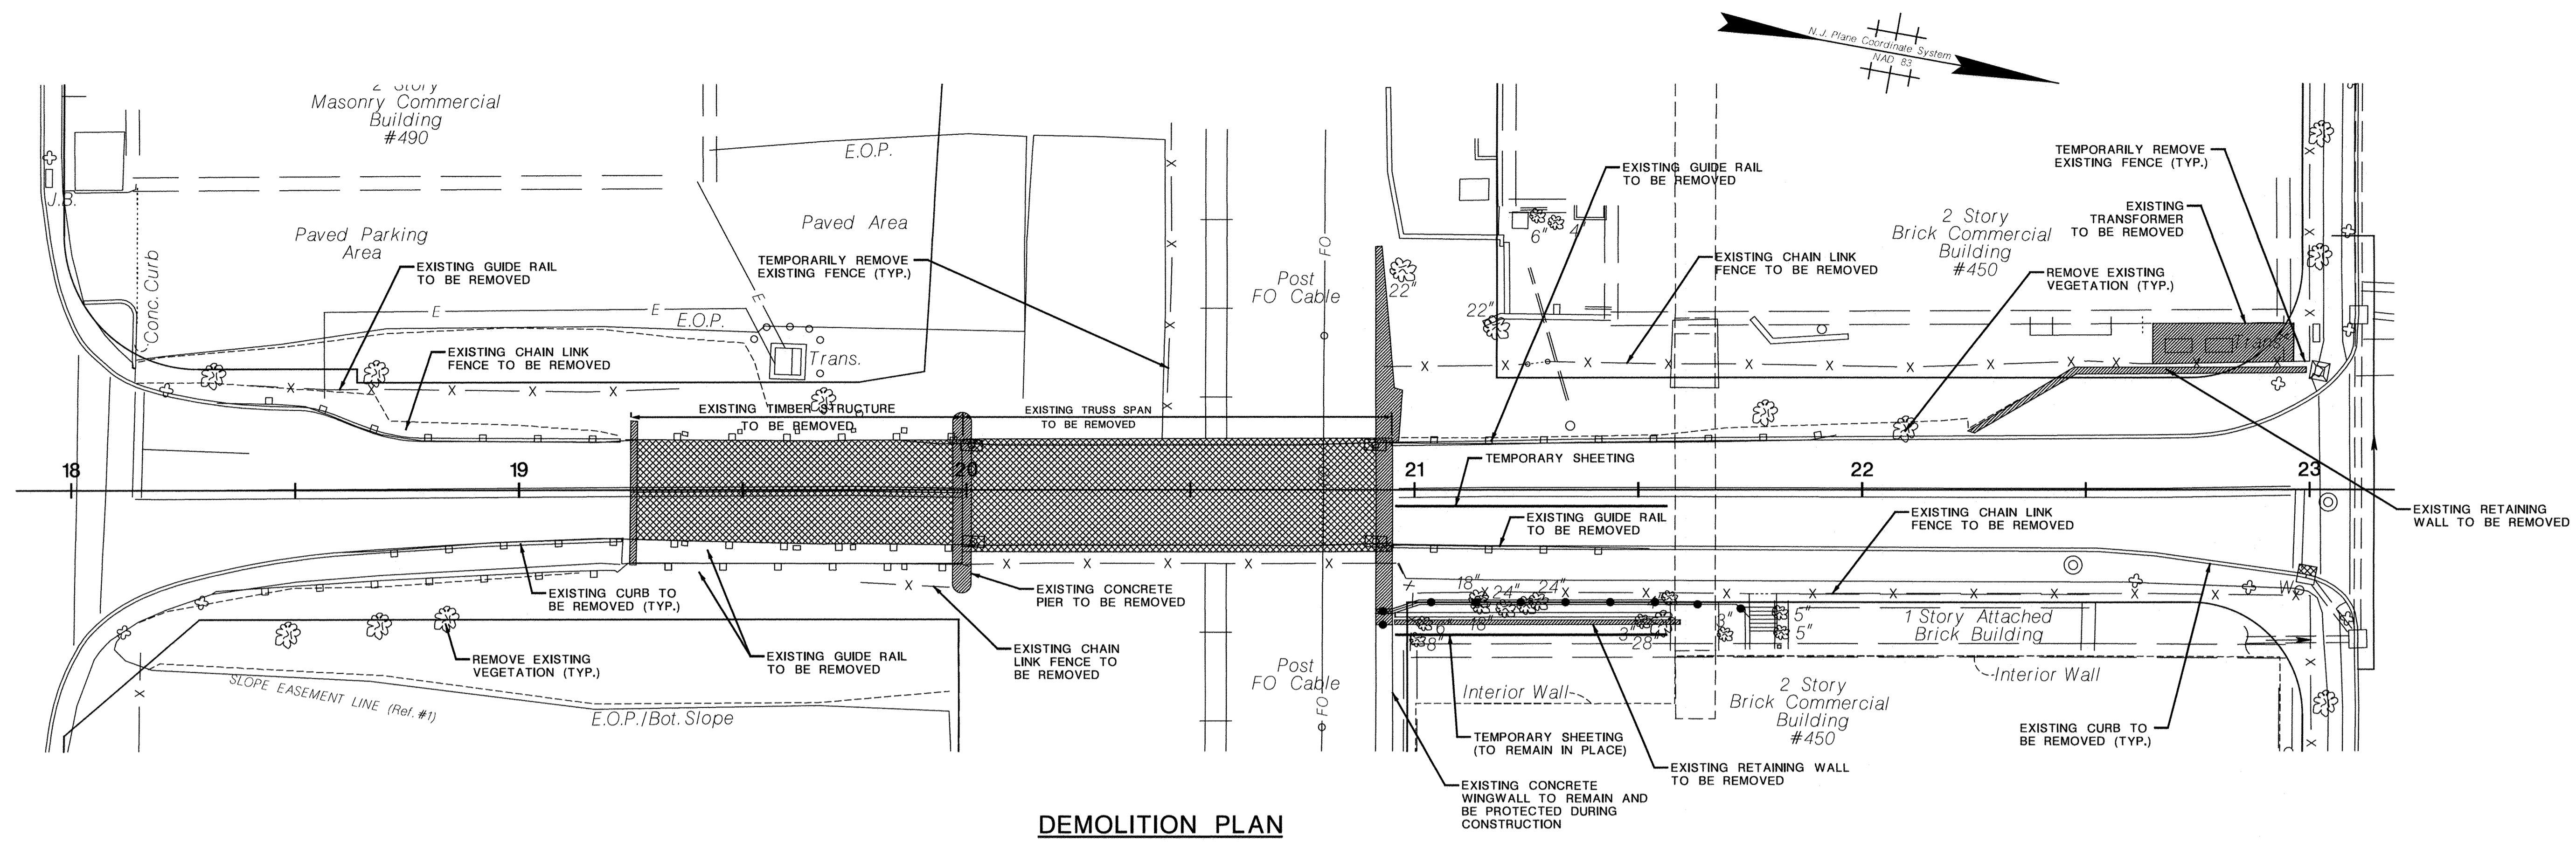 N.J. Plane Coordinate System
NAD 83
2 Story
Masonry Commercial
Building
#490
E.O.P.
J.B.
Conc. Curb
Paved Parking
Area
Paved Area
EXISTING GUIDE RAIL
TO BE REMOVED
TEMPORARILY REMOVE
EXISTING FENCE (TYP.)
E
E
E
E.O.P.
Trans.
EXISTING CHAIN LINK
FENCE TO BE REMOVED
Post
FO Cable
FO
22"
22"
6"
4"
EXISTING GUIDE RAIL
TO BE REMOVED
EXISTING CHAIN LINK
FENCE TO BE REMOVED
2 Story
Brick Commercial
Building
#450
TEMPORARILY REMOVE
EXISTING FENCE (TYP.)
EXISTING
TRANSFORMER
TO BE REMOVED
REMOVE EXISTING
VEGETATION (TYP.)
Trans.
EXISTING TIMBER STRUCTURE
TO BE REMOVED
EXISTING TRUSS SPAN
TO BE REMOVED
18
19
20
21
22
23
TEMPORARY SHEETING
EXISTING GUIDE RAIL
TO BE REMOVED
EXISTING CHAIN LINK
FENCE TO BE REMOVED
EXISTING RETAINING
WALL TO BE REMOVED
EXISTING CURB TO
BE REMOVED (TYP.)
EXISTING CONCRETE
PIER TO BE REMOVED
REMOVE EXISTING
VEGETATION (TYP.)
EXISTING GUIDE RAIL
TO BE REMOVED
EXISTING CHAIN
LINK FENCE TO
BE REMOVED
SLOPE EASEMENT LINE (Ref. #1)
E.O.P./Bot. Slope
Post
FO Cable
FO
18"
24"
24"
18"
6"
8"
3"
28"
3"
5"
5"
1 Story Attached
Brick Building
Interior Wall
Interior Wall
2 Story
Brick Commercial
Building
#450
TEMPORARY SHEETING
(TO REMAIN IN PLACE)
EXISTING RETAINING WALL
TO BE REMOVED
EXISTING CURB TO
BE REMOVED (TYP.)
EXISTING CONCRETE
WINGWALL TO REMAIN AND
BE PROTECTED DURING
CONSTRUCTION
DEMOLITION PLAN